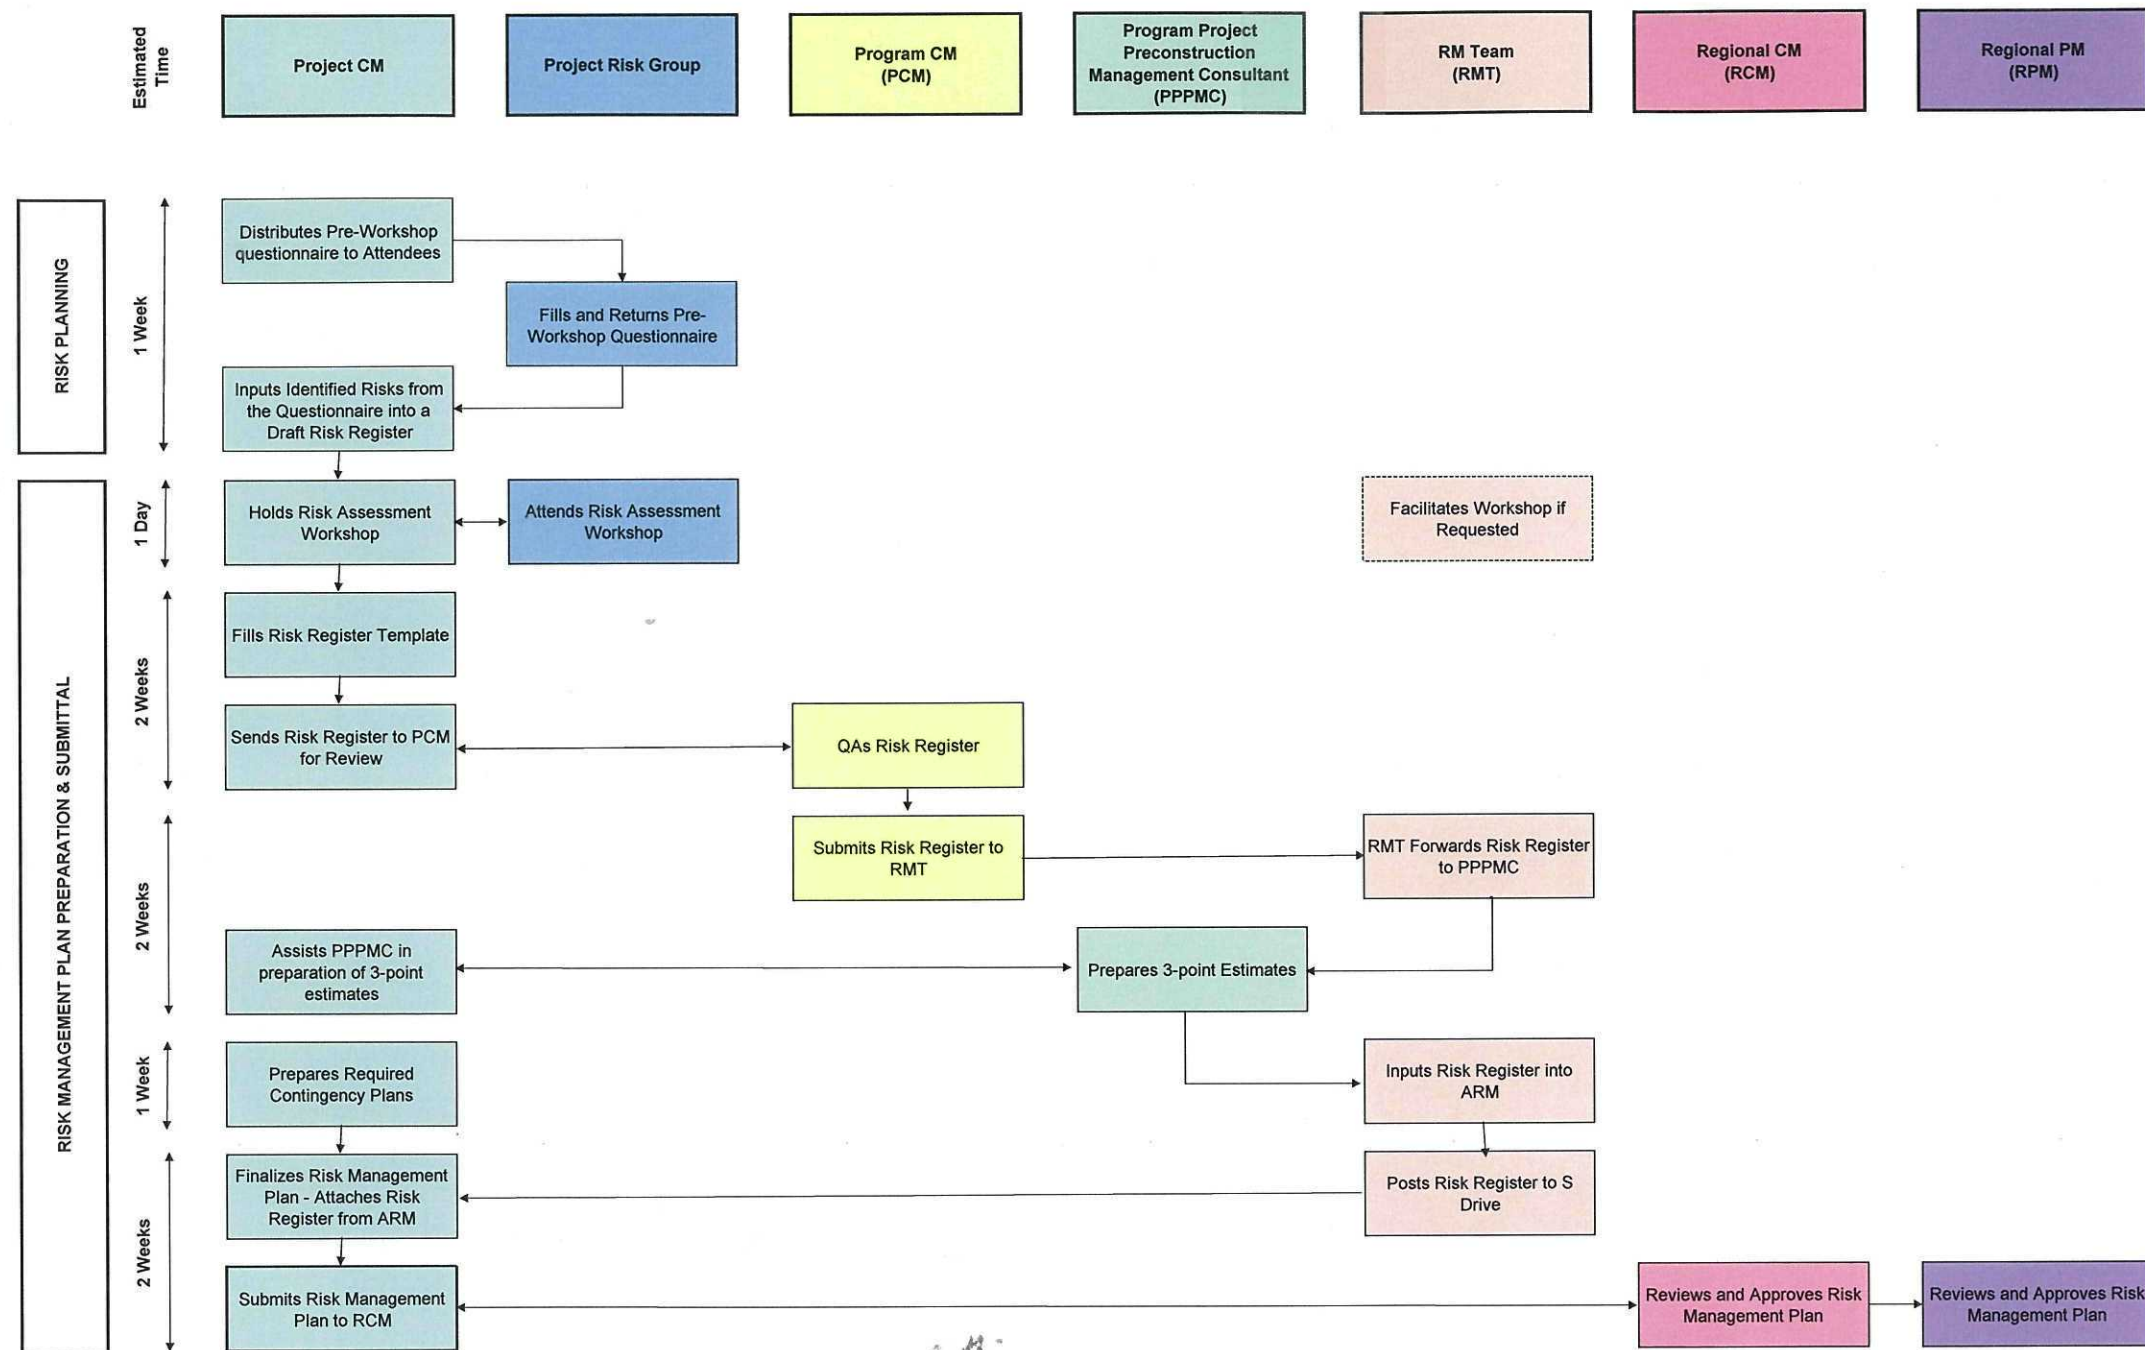 Estimated
Time
Project CM
Project Risk Group
Program CM
(PCM)
Program Project
Preconstruction
Management Consultant
(PPPMC)
RM Team
(RMT)
Regional CM
(RCM)
Regional PM
(RPM)
RISK PLANNING
1 Week
Distributes Pre-Workshop
questionnaire to Attendees
Fills and Returns Pre-
Workshop Questionnaire
Inputs Identified Risks from
the Questionnaire into a
Draft Risk Register
RISK MANAGEMENT PLAN PREPARATION & SUBMITTAL
1 Day
Holds Risk Assessment
Workshop
Attends Risk Assessment
Workshop
Facilitates Workshop if
Requested
2 Weeks
Fills Risk Register Template
Sends Risk Register to PCM
for Review
QAs Risk Register
2 Weeks
Submits Risk Register to
RMT
RMT Forwards Risk Register
to PPPMC
Assists PPPMC in
preparation of 3-point
estimates
Prepares 3-point Estimates
1 Week
Prepares Required
Contingency Plans
Inputs Risk Register into
ARM
2 Weeks
Finalizes Risk Management
Plan - Attaches Risk
Register from ARM
Posts Risk Register to S
Drive
Submits Risk Management
Plan to RCM
Reviews and Approves Risk
Management Plan
Reviews and Approves Risk
Management Plan